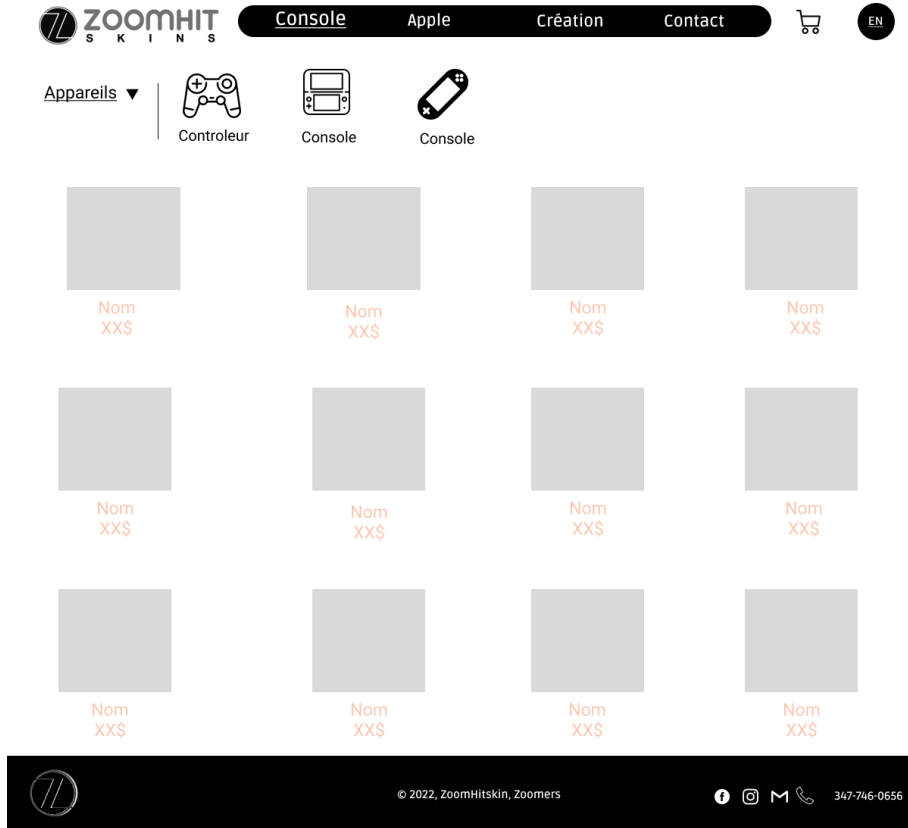 ZOOMHIT
SKINS
Console Apple Création Contact
EN
Appareils ▼
Controleur Console Console
Nom Nom Nom Nom
XX$ XX$ XX$ XX$
Nom Nom Nom Nom
XX$ XX$ XX$ XX$
Nom Nom Nom Nom
XX$ XX$ XX$ XX$
© 2022, ZoomHitskin, Zoomers
347-746-0656